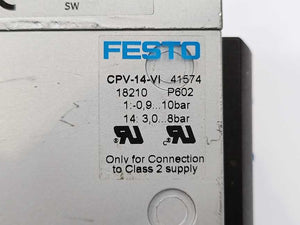 SW
FESTO
CPV-14-VI 41574
18210 P602
1:-0,9...10bar
14: 3,0...8bar
Only for Connection
to Class 2 supply